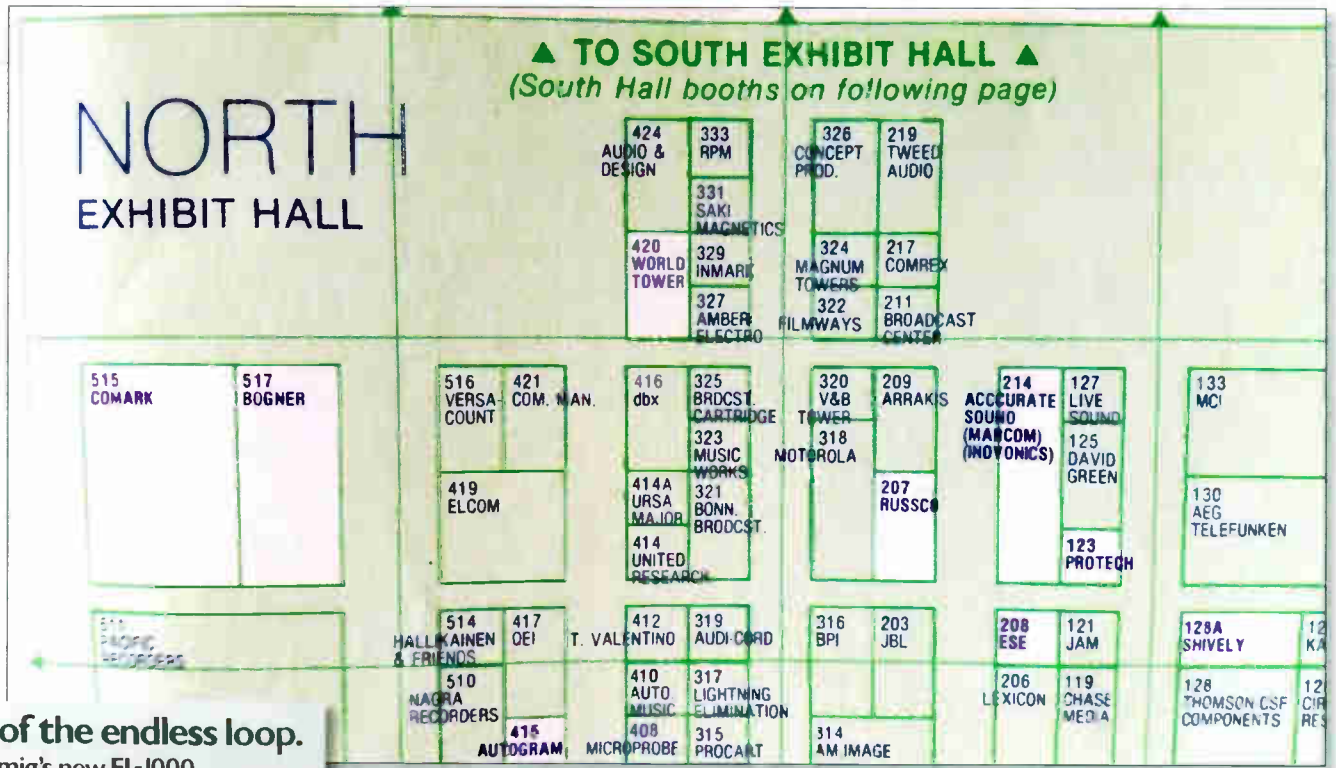 ▲ TO SOUTH EXHIBIT HALL ▲
(South Hall booths on following page)
NORTH
EXHIBIT HALL
424
AUDIO &
DESIGN
333
RPM
331
SAKI
MAGNETICS
420
WORLD
TOWER
329
INMARK
327
AMBER
ELECTRO
326
CONCEPT
PROD.
219
TWEED
AUDIO
324
MAGNUM
TOWERS
217
COMREX
322
FILMWAYS
211
BROADCAST
CENTER
515
COMARK
517
BOGNER
516
VERSA-
COUNT
421
COM. MAN.
419
ELCOM
416
dbx
325
BRDCST.
CARTRIDGE
323
MUSIC
WORKS
414A
URSA
MAJOR
321
BONN.
BRODCST.
414
UNITED
RESEARCH
320
V&B
TOWER
209
ARRAKIS
318
MOTOROLA
207
RUSSCO
214
ACCCURATE
SOUND
(MARCOM)
(INOVONICS)
127
LIVE
SOUND
125
DAVID
GREEN
123
PROTECH
133
MCI
130
AEG
TELEFUNKEN
PACIFIC
RECORDERS
514
HALLIKAINEN
& FRIENDS
417
OEI
510
NAGRA
RECORDERS
415
AUTOGRAM
412
T. VALENTINO
319
AUDI-CORD
410
AUTO.
MUSIC
317
LIGHTNING
ELIMINATION
408
MICROPROBE
315
PROCART
316
BPI
203
JBL
314
AM IMAGE
208
ESE
121
JAM
206
LEXICON
119
CHASE
MEDIA
128A
SHIVELY
128
THOMSON CSF
COMPONENTS
of the endless loop.